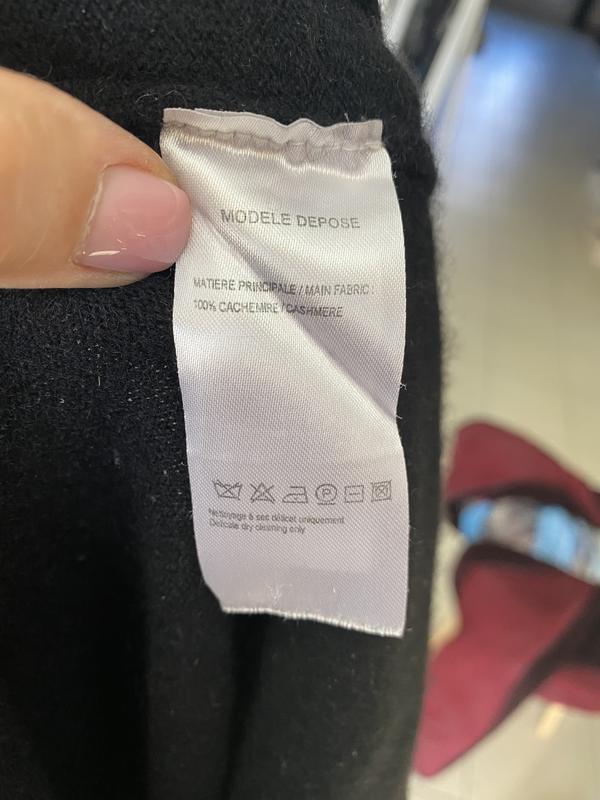 MODELE DEPOSE
MATIERE PRINCIPALE / MAIN FABRIC :
100% CACHEMIRE / CASHMERE
P
Nettoyage à sec délicat uniquement
Delicate dry cleaning only